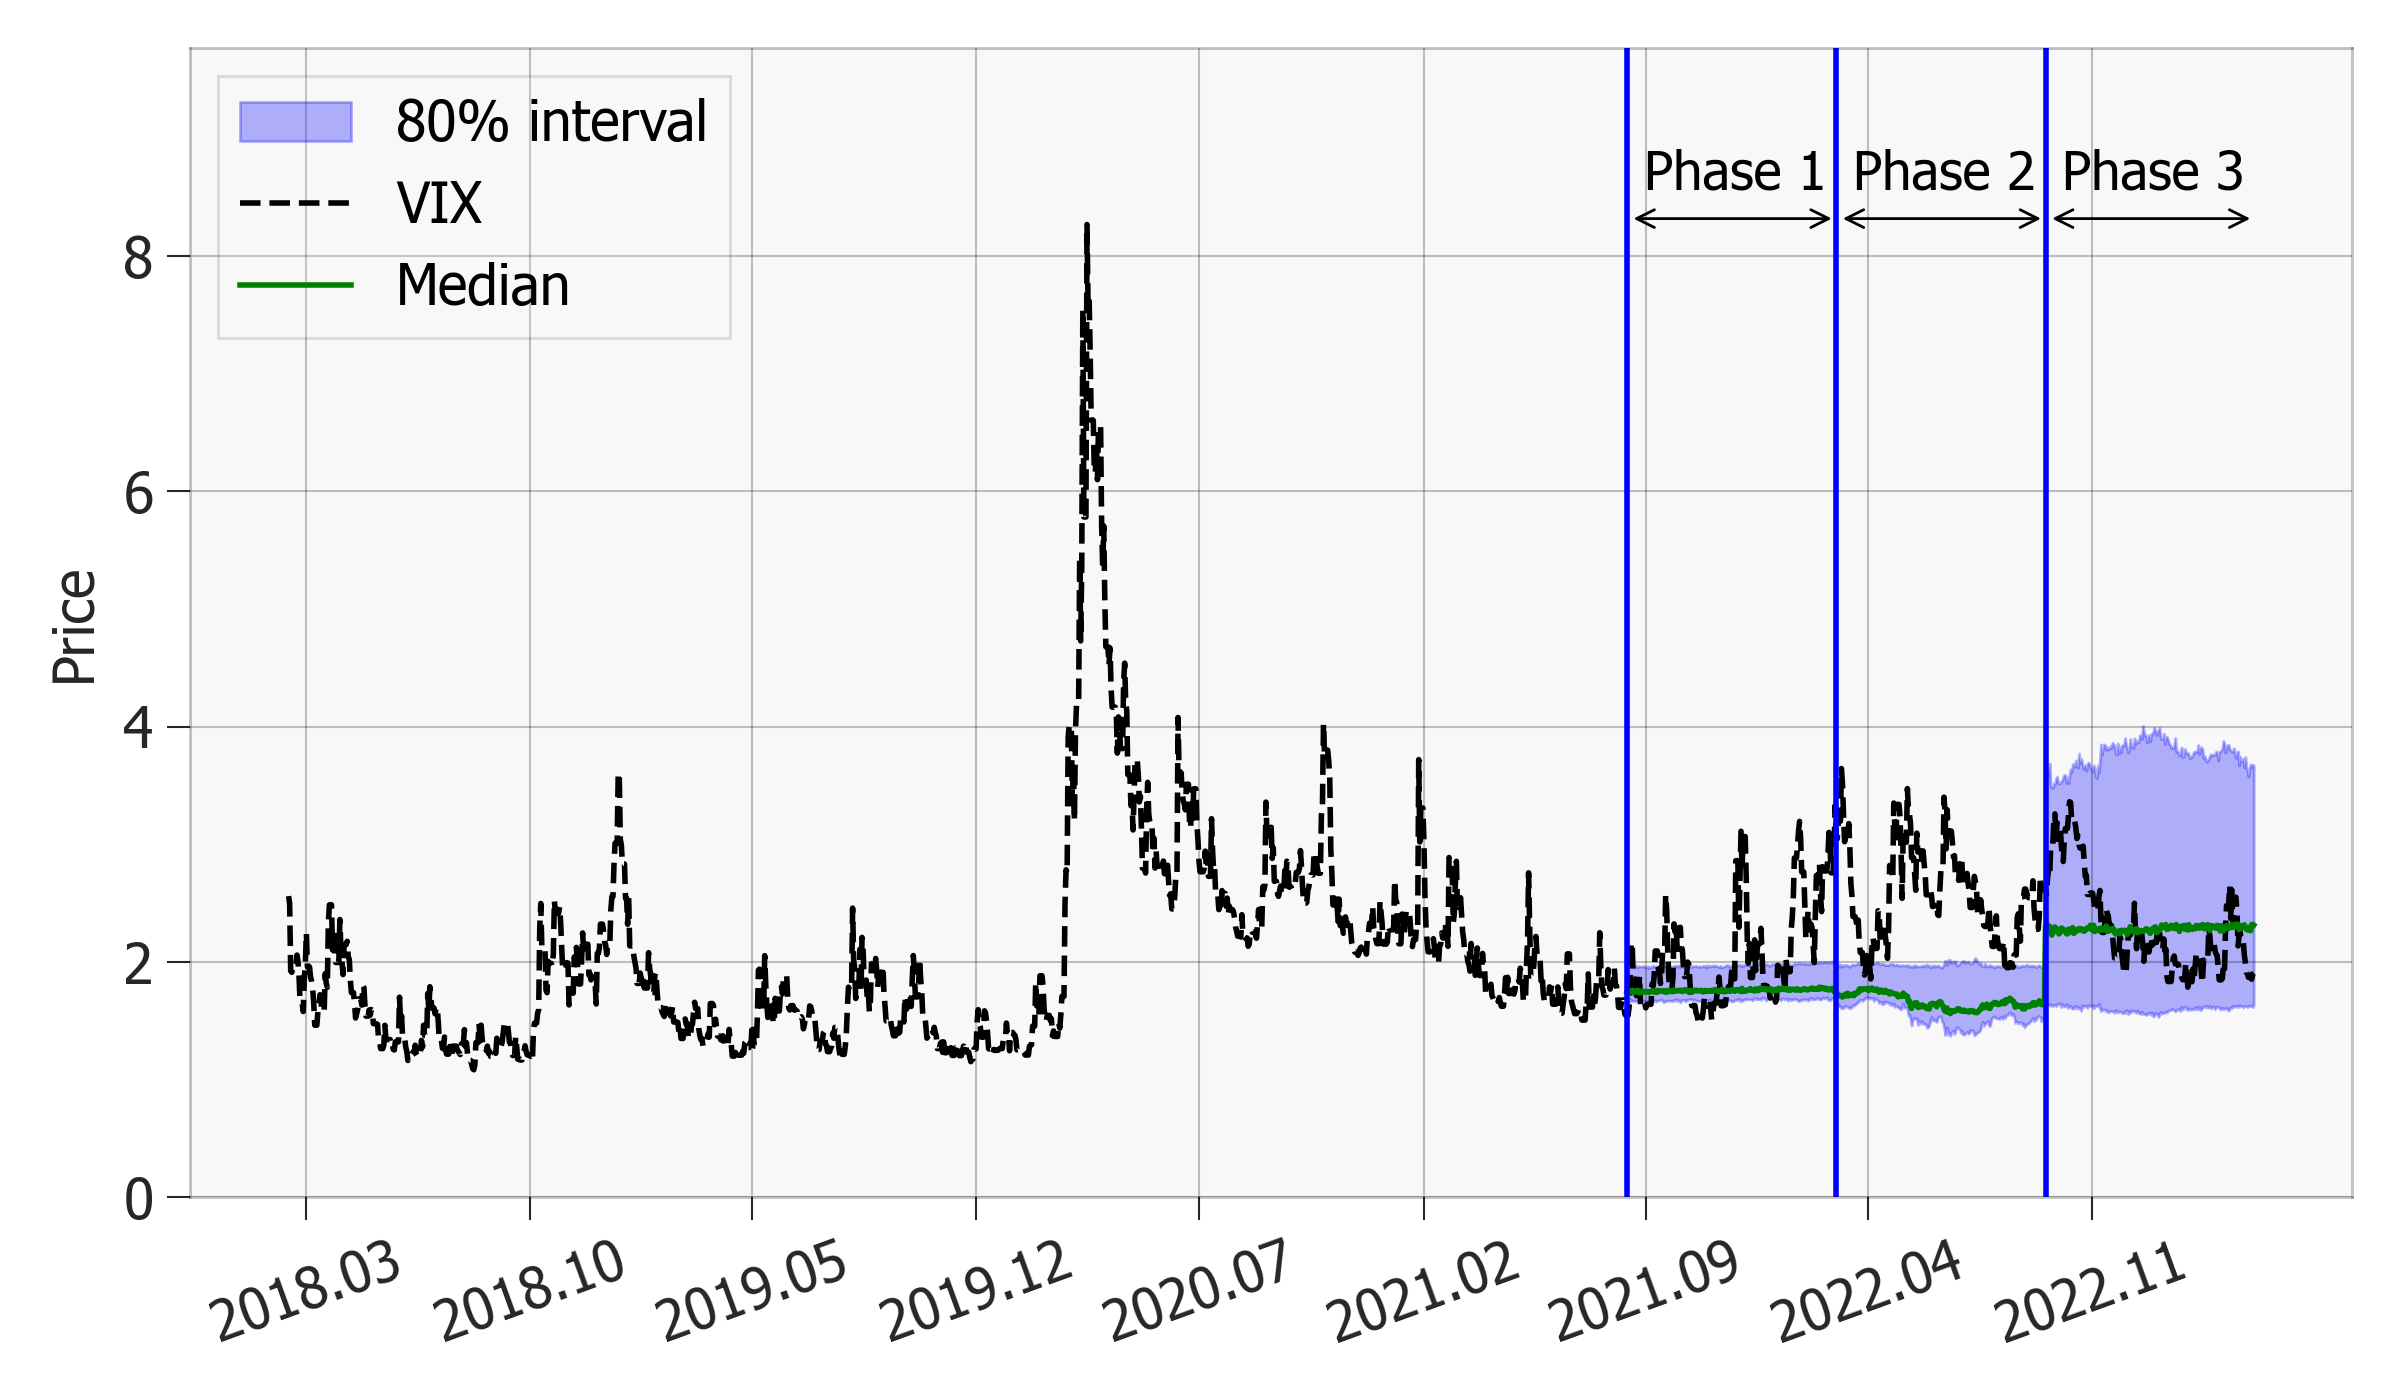 80% interval
VIX
Median
Phase 1
Phase 2
Phase 3
Price
8
6
4
2
0
2018.03
2018.10
2019.05
2019.12
2020.07
2021.02
2021.09
2022.04
2022.11